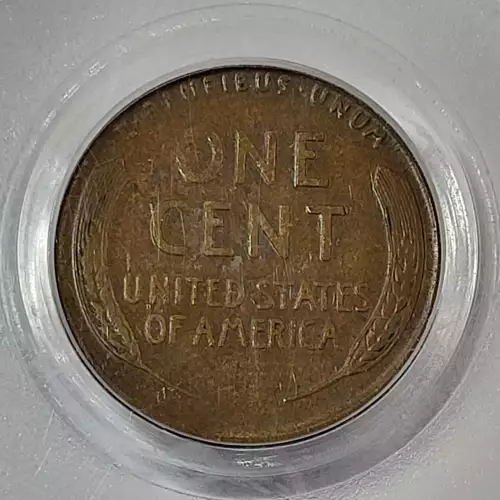 PLURIBUS · UNUM
ONE
CENT
UNITED STATES
OF AMERICA